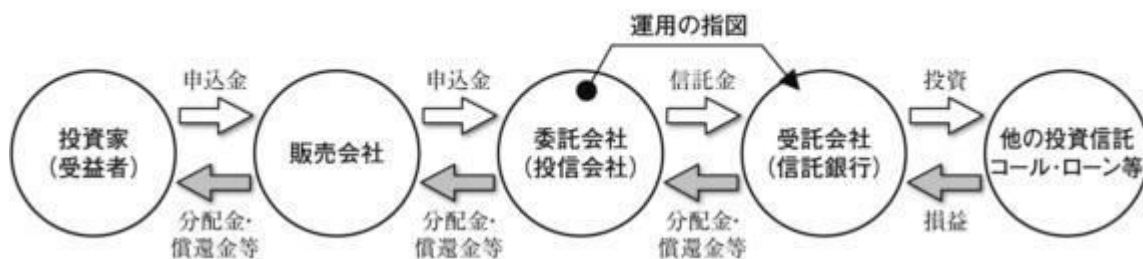 運用の指図
申込金
申込金
信託金
投資
投資家
(受益者)
販売会社
委託会社
(投信会社)
受託会社
(信託銀行)
他の投資信託
コール・ローン等
分配金・
償還金等
分配金・
償還金等
分配金・
償還金等
損益